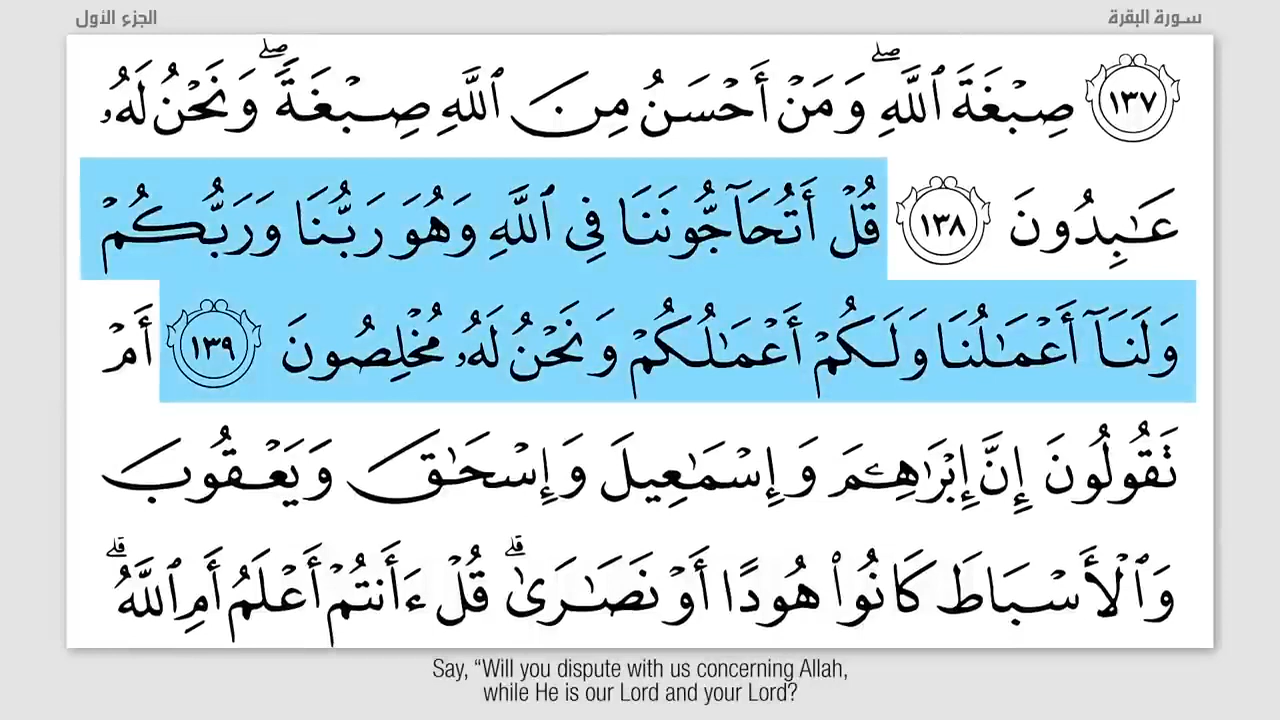 سورة البقرة
الجزء الأول
١٣٧ صِبْغَةَ ٱللَّهِ ۖ وَمَنْ أَحْسَنُ مِنَ ٱللَّهِ صِبْغَةً ۖ وَنَحْنُ لَهُۥ
عَـٰبِدُونَ ١٣٨ قُلْ أَتُحَآجُّونَنَا فِى ٱللَّهِ وَهُوَ رَبُّنَا وَرَبُّكُمْ
وَلَنَآ أَعْمَـٰلُنَا وَلَكُمْ أَعْمَـٰلُكُمْ وَنَحْنُ لَهُۥ مُخْلِصُونَ ١٣٩ أَمْ
تَقُولُونَ إِنَّ إِبْرَٰهِـۧمَ وَإِسْمَـٰعِيلَ وَإِسْحَـٰقَ وَيَعْقُوبَ
وَٱلْأَسْبَاطَ كَانُوا۟ هُودًا أَوْ نَصَـٰرَىٰ ۗ قُلْ ءَأَنتُمْ أَعْلَمُ أَمِ ٱللَّهُ ۗ
Say, “Will you dispute with us concerning Allah,
while He is our Lord and your Lord?